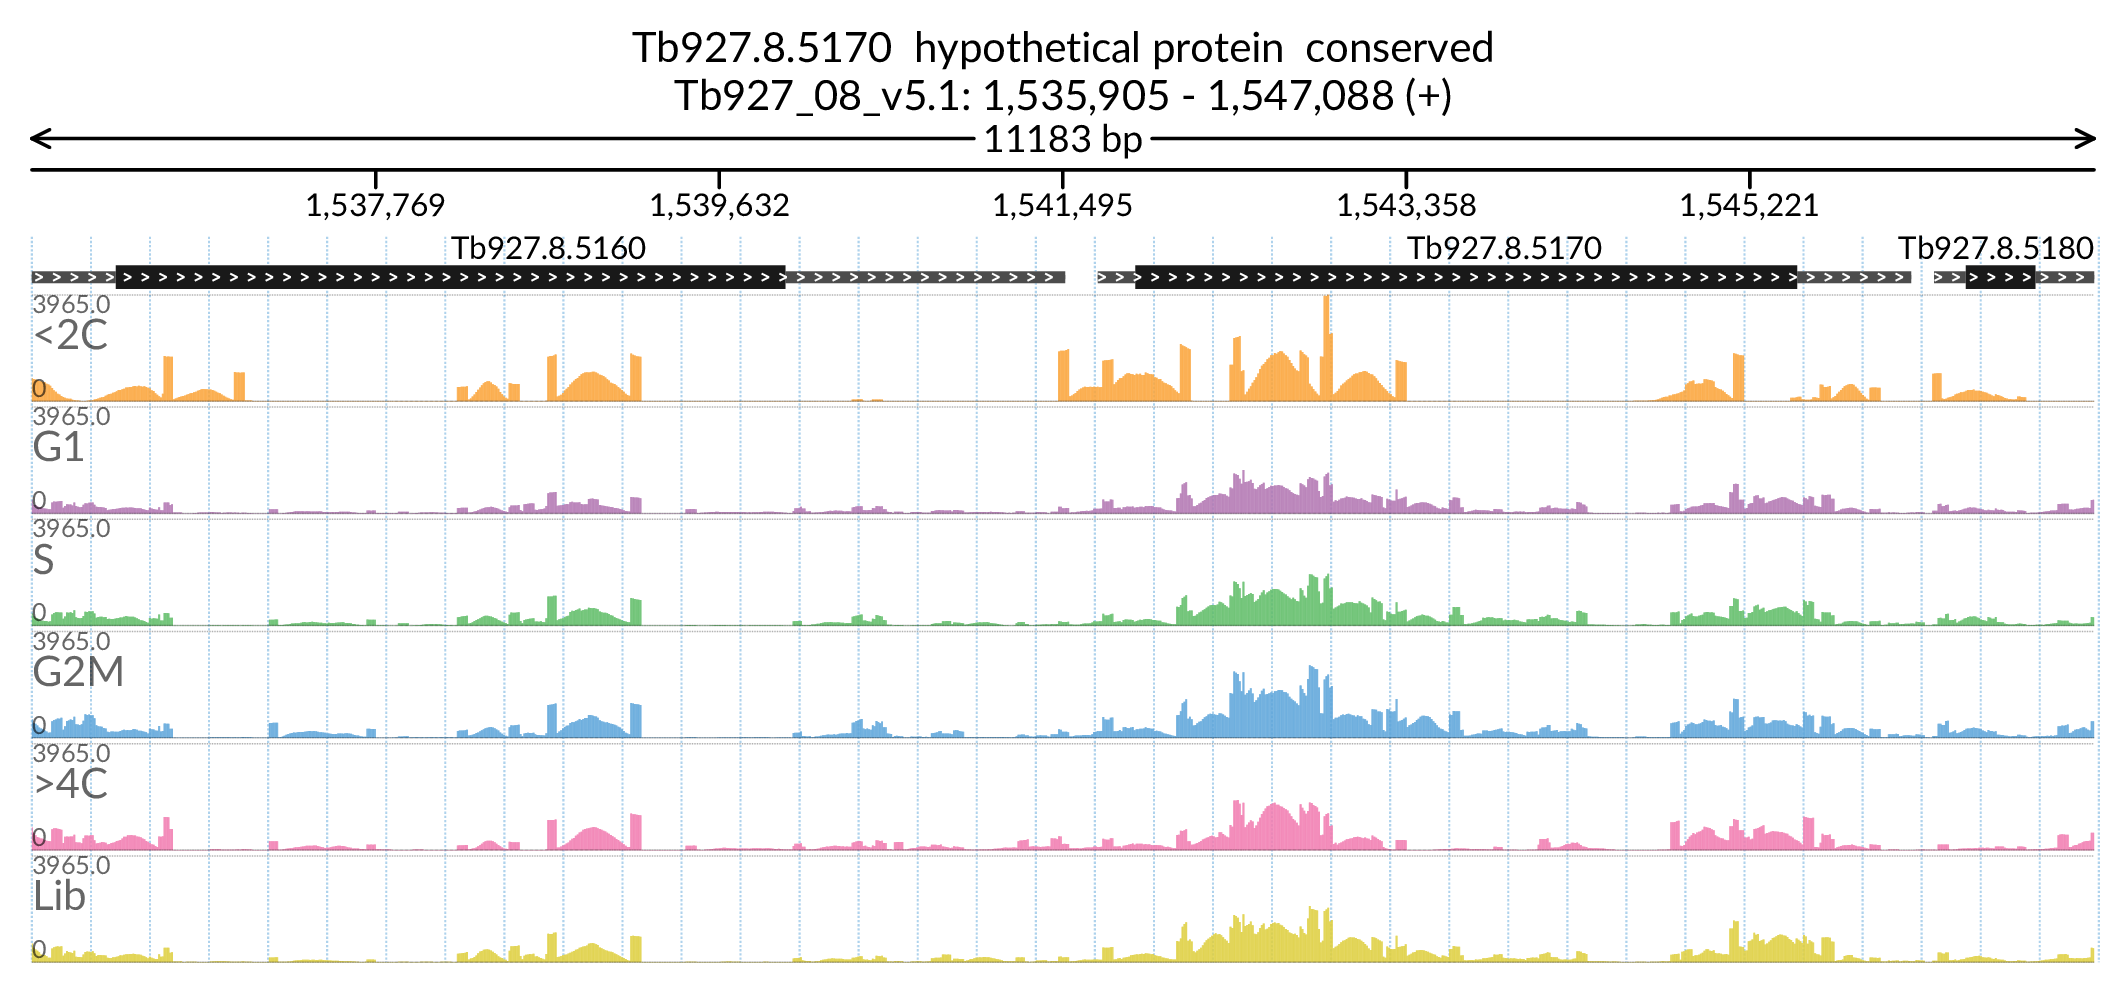 Tb927.8.5170  hypothetical protein  conserved
Tb927_08_v5.1: 1,535,905 - 1,547,088 (+)
11183 bp
1,537,769 1,539,632 1,541,495 1,543,358 1,545,221
Tb927.8.5160 Tb927.8.5170 Tb927.8.5180
3965.0
<2C
0
3965.0
G1
0
3965.0
S
0
3965.0
G2M
0
3965.0
>4C
0
3965.0
Lib
0